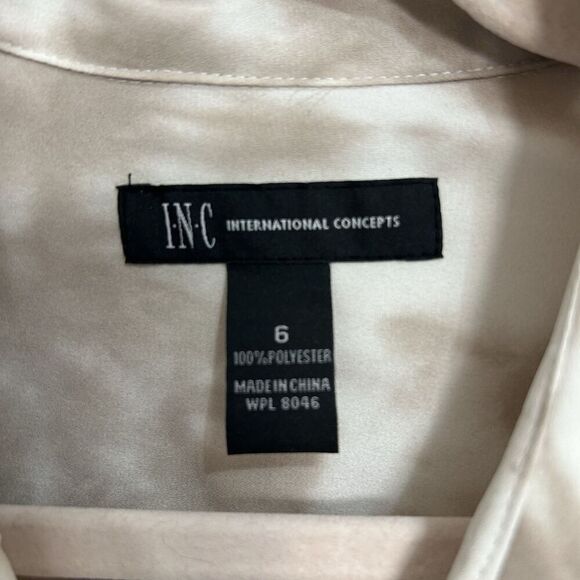 I·N·C INTERNATIONAL CONCEPTS
6
100%POLYESTER
MADE IN CHINA
WPL 8046